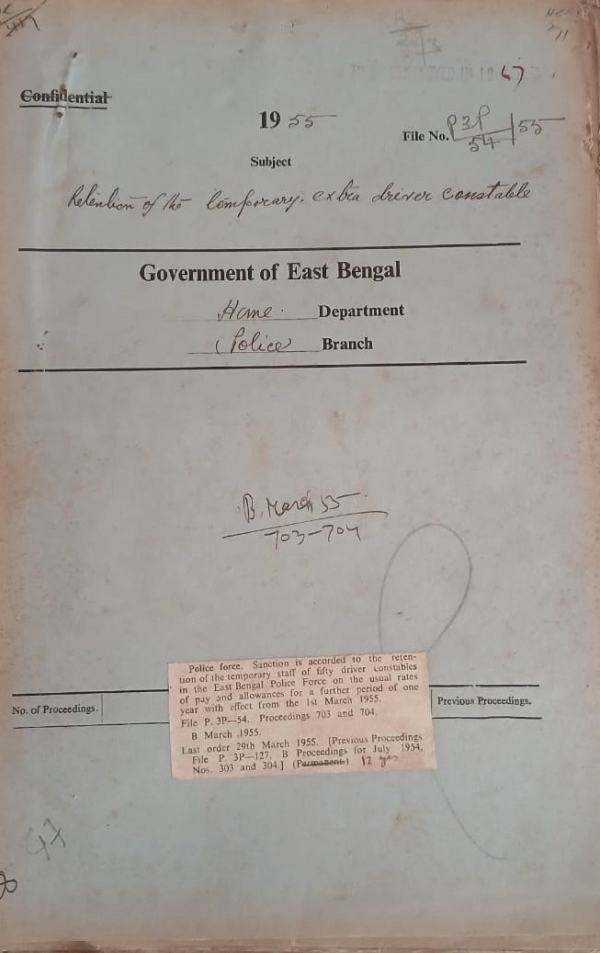 47
Confidential
1955
File No. P3P/54/55
Subject
Retention of the temporary extra driver constable
Government of East Bengal
Home Department
Police Branch
B. March 55
703-704
Police force. Sanction is accorded to the reten-
tion of the temporary staff of fifty driver constables
in the East Bengal Police Force on the usual rates
of pay and allowances for a further period of one
year with effect from the 1st March 1955.
File P. 3P—54. Proceedings 703 and 704.
B March 1955.
Last order 29th March 1955. [Previous Proceedings
File P. 3P—127, B Proceedings for July 1954,
Nos. 303 and 304.] (Permanent) 12 yrs
No. of Proceedings.
Previous Proceedings.
47